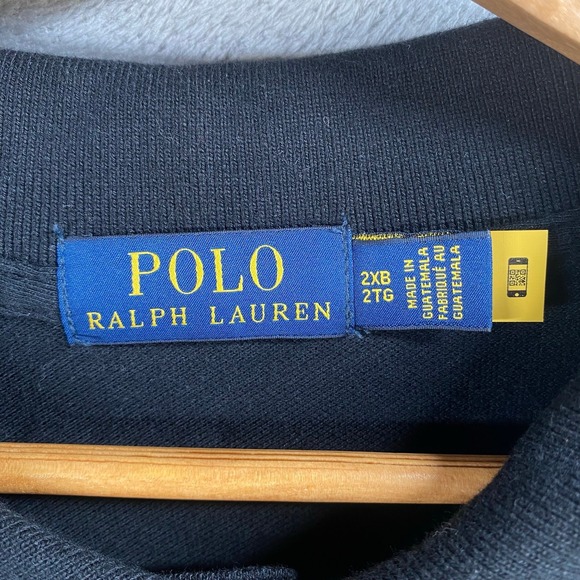 POLO
RALPH LAUREN
2XB
2TG
MADE IN
GUATEMALA
FABRIQUÉ AU
GUATEMALA